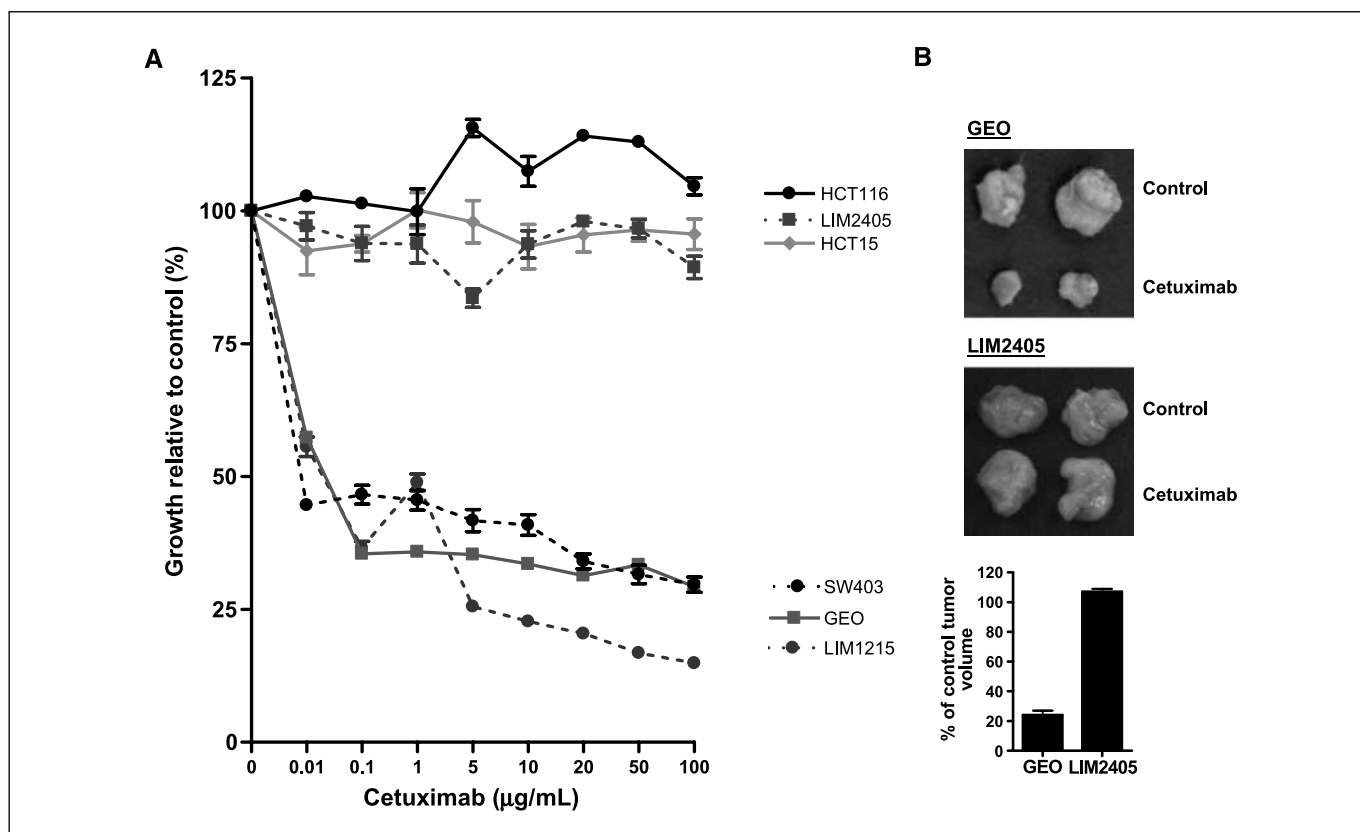 A
125
100
75
50
25
0
Growth relative to control (%)
0 0.01 0.1 1 5 10 20 50 100
Cetuximab (μg/mL)
HCT116
LIM2405
HCT15
SW403
GEO
LIM1215
B
GEO
Control
Cetuximab
LIM2405
Control
Cetuximab
% of control tumor
volume
120
100
80
60
40
20
0
GEO LIM2405